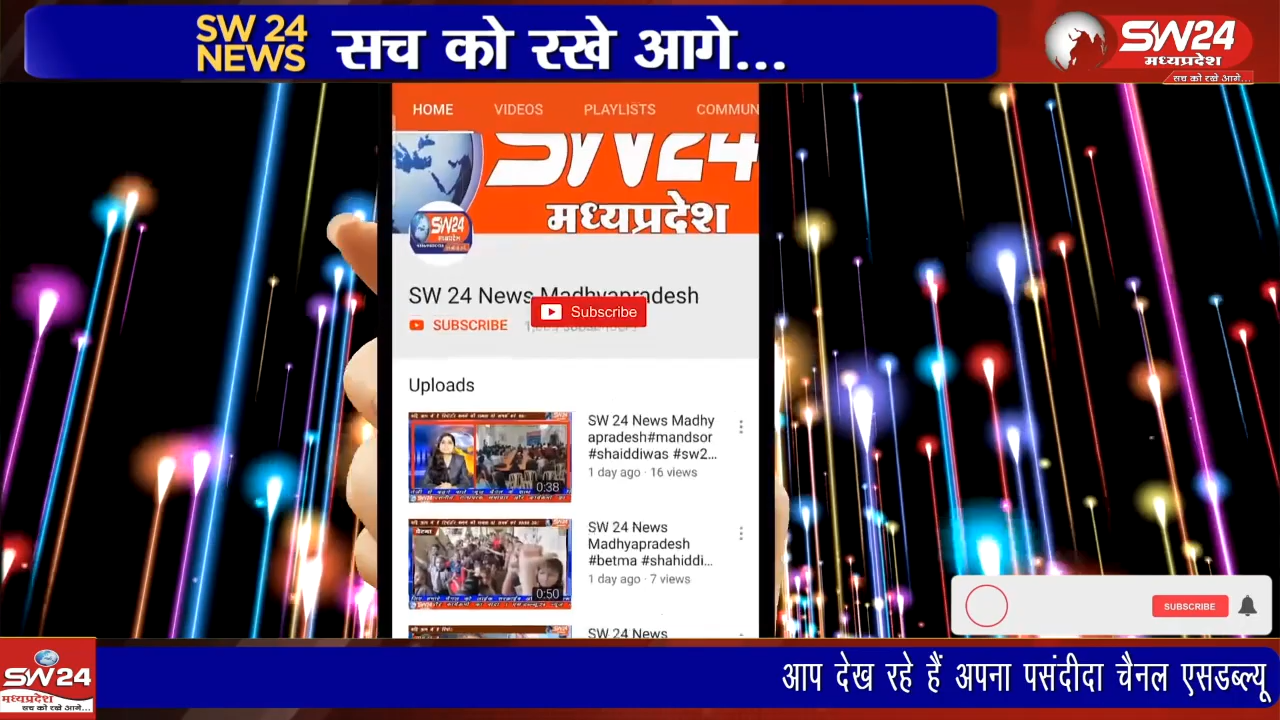 SW 24
NEWS
सच को रखे आगे...
SW24
मध्यप्रदेश
सच को रखे आगे...
HOME VIDEOS PLAYLISTS COMMUN
SW24
मध्यप्रदेश
SW24
SW 24 News Madhyapradesh
SUBSCRIBE
Subscribe
Uploads
SW 24 News Madhy
apradesh#mandsor
#shaiddiwas #sw2...
1 day ago · 16 views
0:38
SW 24 News
Madhyapradesh
#betma #shahiddi...
1 day ago · 7 views
0:50
SW 24 News
SUBSCRIBE
SW24
मध्यप्रदेश
सच को रखे आगे...
आप देख रहे हैं अपना पसंदीदा चैनल एसडब्ल्यू